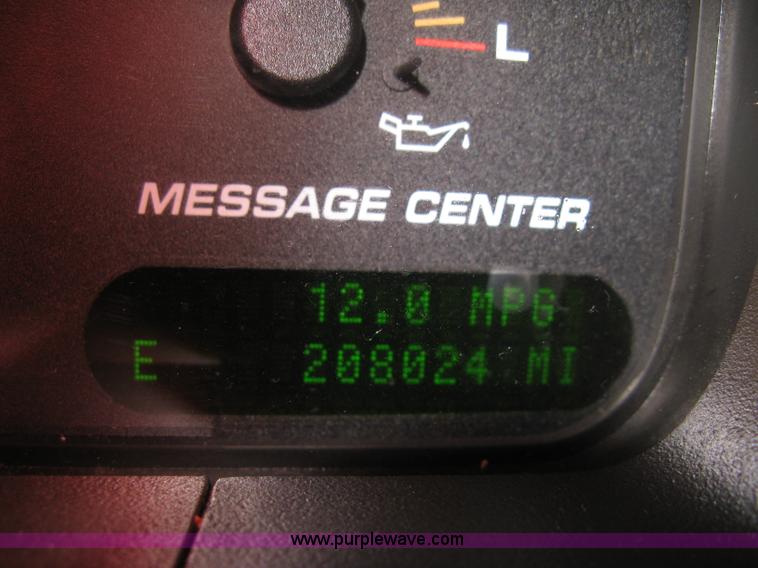 L
MESSAGE CENTER
12.0 MPG
E 208024 MI
www.purplewave.com